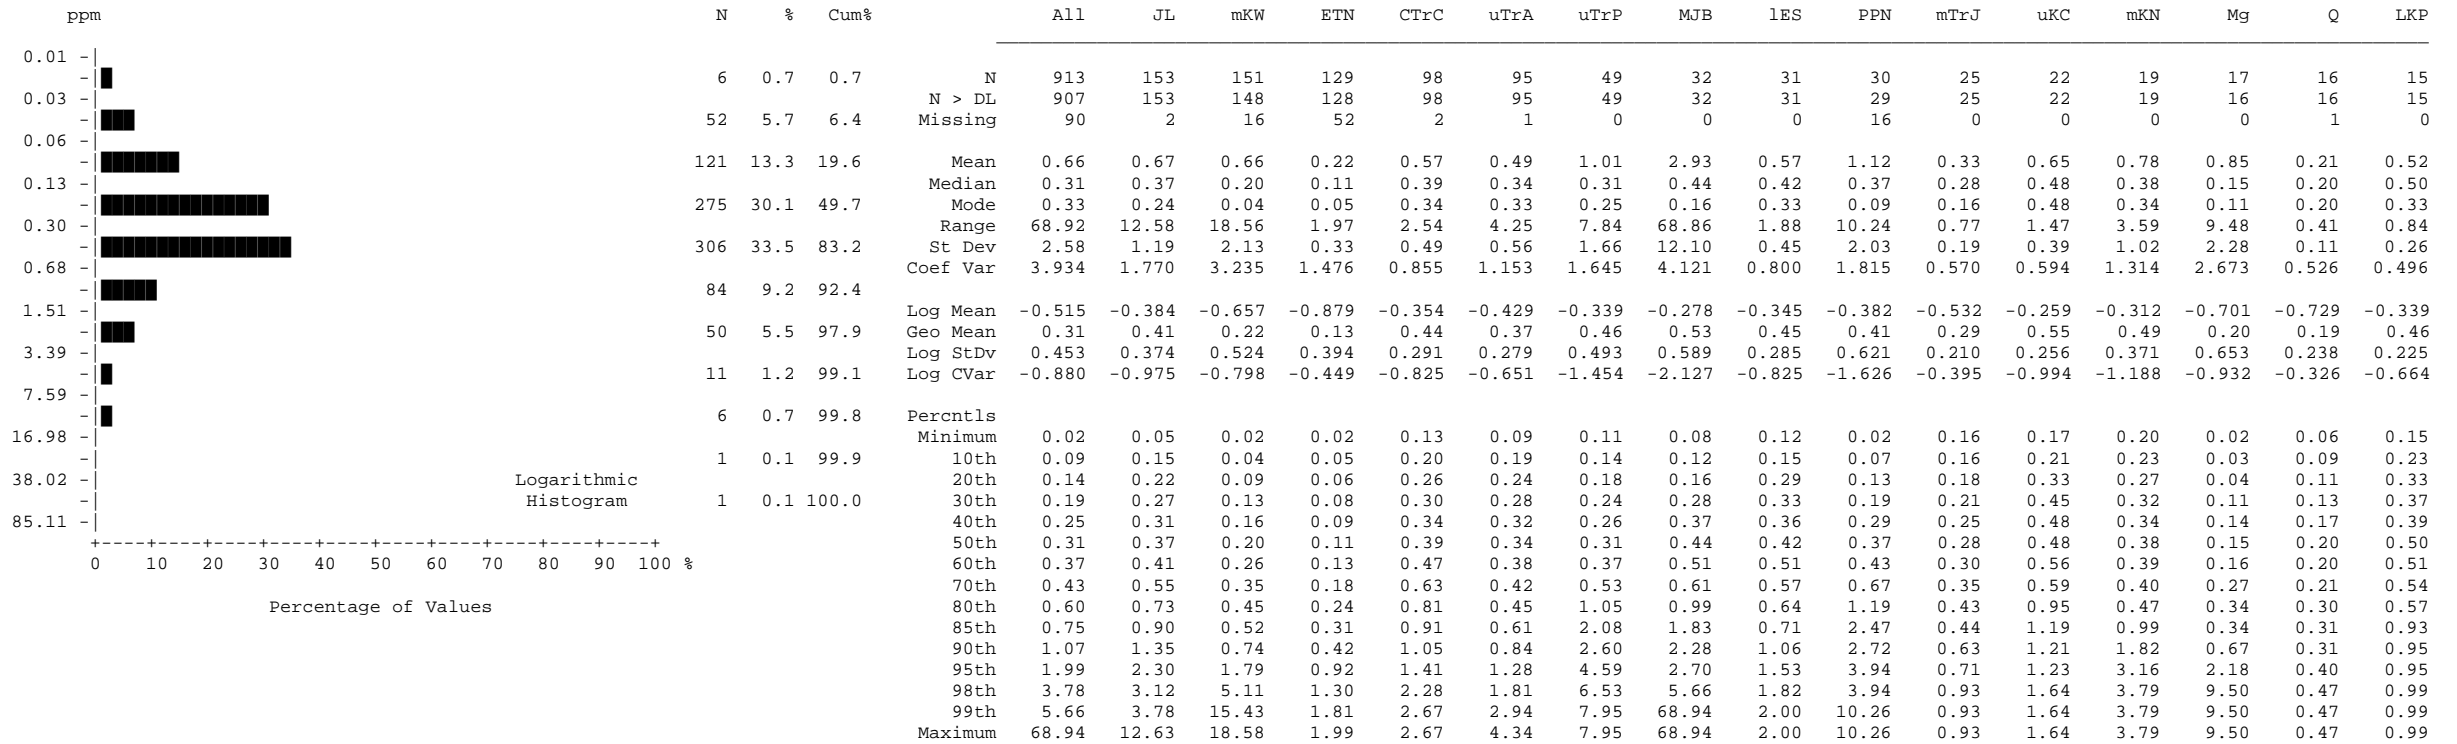 ppm N % Cum% All JL mKW ETN CTrC uTrA uTrP MJB lES PPN mTrJ uKC mKN Mg Q LKP
0.01
6 0.7 0.7 N 913 153 151 129 98 95 49 32 31 30 25 22 19 17 16 15
0.03 N > DL 907 153 148 128 98 95 49 32 31 29 25 22 19 16 16 15
52 5.7 6.4 Missing 90 2 16 52 2 1 0 0 0 16 0 0 0 0 1 0
0.06
121 13.3 19.6 Mean 0.66 0.67 0.66 0.22 0.57 0.49 1.01 2.93 0.57 1.12 0.33 0.65 0.78 0.85 0.21 0.52
0.13 Median 0.31 0.37 0.20 0.11 0.39 0.34 0.31 0.44 0.42 0.37 0.28 0.48 0.38 0.15 0.20 0.50
275 30.1 49.7 Mode 0.33 0.24 0.04 0.05 0.34 0.33 0.25 0.16 0.33 0.09 0.16 0.48 0.34 0.11 0.20 0.33
0.30 Range 68.92 12.58 18.56 1.97 2.54 4.25 7.84 68.86 1.88 10.24 0.77 1.47 3.59 9.48 0.41 0.84
306 33.5 83.2 St Dev 2.58 1.19 2.13 0.33 0.49 0.56 1.66 12.10 0.45 2.03 0.19 0.39 1.02 2.28 0.11 0.26
0.68 Coef Var 3.934 1.770 3.235 1.476 0.855 1.153 1.645 4.121 0.800 1.815 0.570 0.594 1.314 2.673 0.526 0.496
84 9.2 92.4
1.51 Log Mean -0.515 -0.384 -0.657 -0.879 -0.354 -0.429 -0.339 -0.278 -0.345 -0.382 -0.532 -0.259 -0.312 -0.701 -0.729 -0.339
50 5.5 97.9 Geo Mean 0.31 0.41 0.22 0.13 0.44 0.37 0.46 0.53 0.45 0.41 0.29 0.55 0.49 0.20 0.19 0.46
3.39 Log StDv 0.453 0.374 0.524 0.394 0.291 0.279 0.493 0.589 0.285 0.621 0.210 0.256 0.371 0.653 0.238 0.225
11 1.2 99.1 Log CVar -0.880 -0.975 -0.798 -0.449 -0.825 -0.651 -1.454 -2.127 -0.825 -1.626 -0.395 -0.994 -1.188 -0.932 -0.326 -0.664
7.59
6 0.7 99.8 Percntls
16.98 Minimum 0.02 0.05 0.02 0.02 0.13 0.09 0.11 0.08 0.12 0.02 0.16 0.17 0.20 0.02 0.06 0.15
1 0.1 99.9 10th 0.09 0.15 0.04 0.05 0.20 0.19 0.14 0.12 0.15 0.07 0.16 0.21 0.23 0.03 0.09 0.23
38.02 Logarithmic 20th 0.14 0.22 0.09 0.06 0.26 0.24 0.18 0.16 0.29 0.13 0.18 0.33 0.27 0.04 0.11 0.33
Histogram 1 0.1 100.0 30th 0.19 0.27 0.13 0.08 0.30 0.28 0.24 0.28 0.33 0.19 0.21 0.45 0.32 0.11 0.13 0.37
85.11 40th 0.25 0.31 0.16 0.09 0.34 0.32 0.26 0.37 0.36 0.29 0.25 0.48 0.34 0.14 0.17 0.39
50th 0.31 0.37 0.20 0.11 0.39 0.34 0.31 0.44 0.42 0.37 0.28 0.48 0.38 0.15 0.20 0.50
0 10 20 30 40 50 60 70 80 90 100 % 60th 0.37 0.41 0.26 0.13 0.47 0.38 0.37 0.51 0.51 0.43 0.30 0.56 0.39 0.16 0.20 0.51
70th 0.43 0.55 0.35 0.18 0.63 0.42 0.53 0.61 0.57 0.67 0.35 0.59 0.40 0.27 0.21 0.54
Percentage of Values 80th 0.60 0.73 0.45 0.24 0.81 0.45 1.05 0.99 0.64 1.19 0.43 0.95 0.47 0.34 0.30 0.57
85th 0.75 0.90 0.52 0.31 0.91 0.61 2.08 1.83 0.71 2.47 0.44 1.19 0.99 0.34 0.31 0.93
90th 1.07 1.35 0.74 0.42 1.05 0.84 2.60 2.28 1.06 2.72 0.63 1.21 1.82 0.67 0.31 0.95
95th 1.99 2.30 1.79 0.92 1.41 1.28 4.59 2.70 1.53 3.94 0.71 1.23 3.16 2.18 0.40 0.95
98th 3.78 3.12 5.11 1.30 2.28 1.81 6.53 5.66 1.82 3.94 0.93 1.64 3.79 9.50 0.47 0.99
99th 5.66 3.78 15.43 1.81 2.67 2.94 7.95 68.94 2.00 10.26 0.93 1.64 3.79 9.50 0.47 0.99
Maximum 68.94 12.63 18.58 1.99 2.67 4.34 7.95 68.94 2.00 10.26 0.93 1.64 3.79 9.50 0.47 0.99